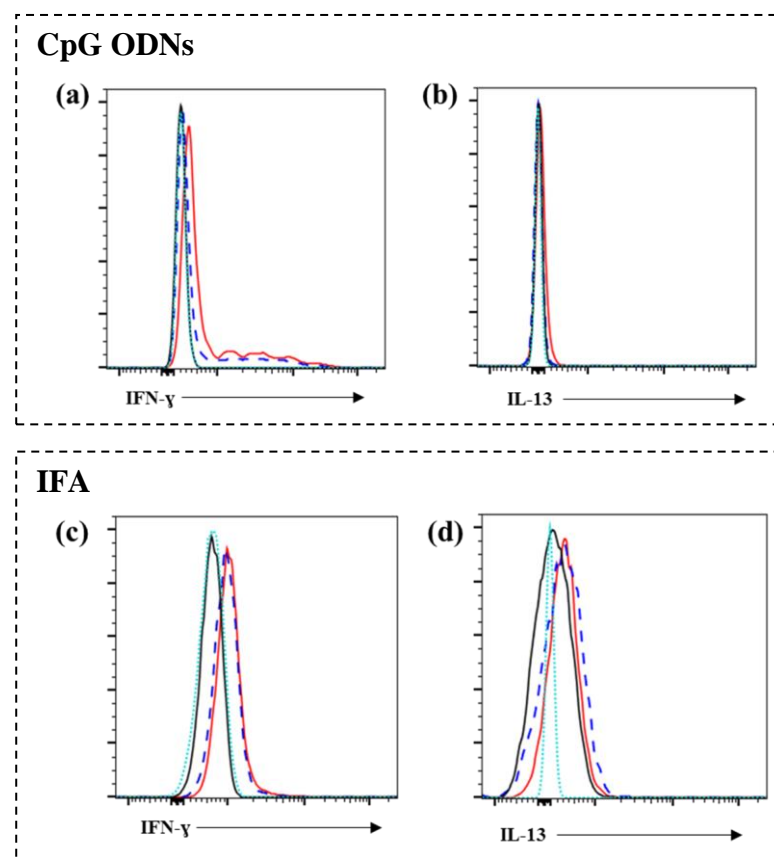 CpG ODNs
(a) (b)
IFN-ɣ IL-13
IFA
(c) (d)
IFN-ɣ IL-13